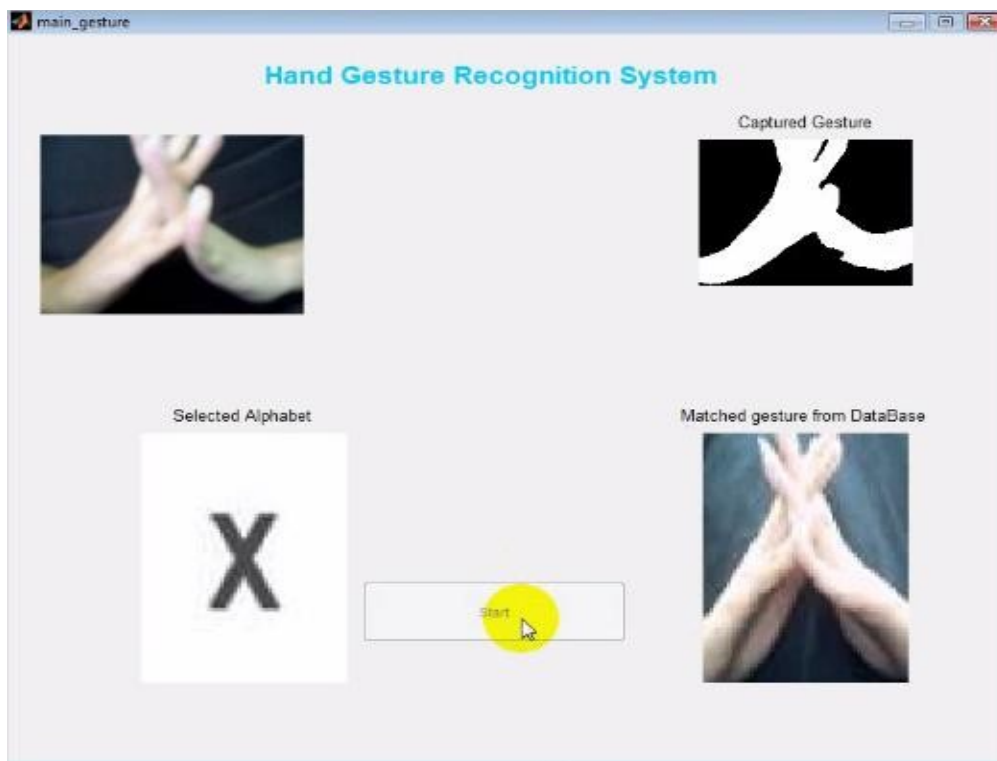 main_gesture
Hand Gesture Recognition System
Captured Gesture
Selected Alphabet
Matched gesture from DataBase
X
Start